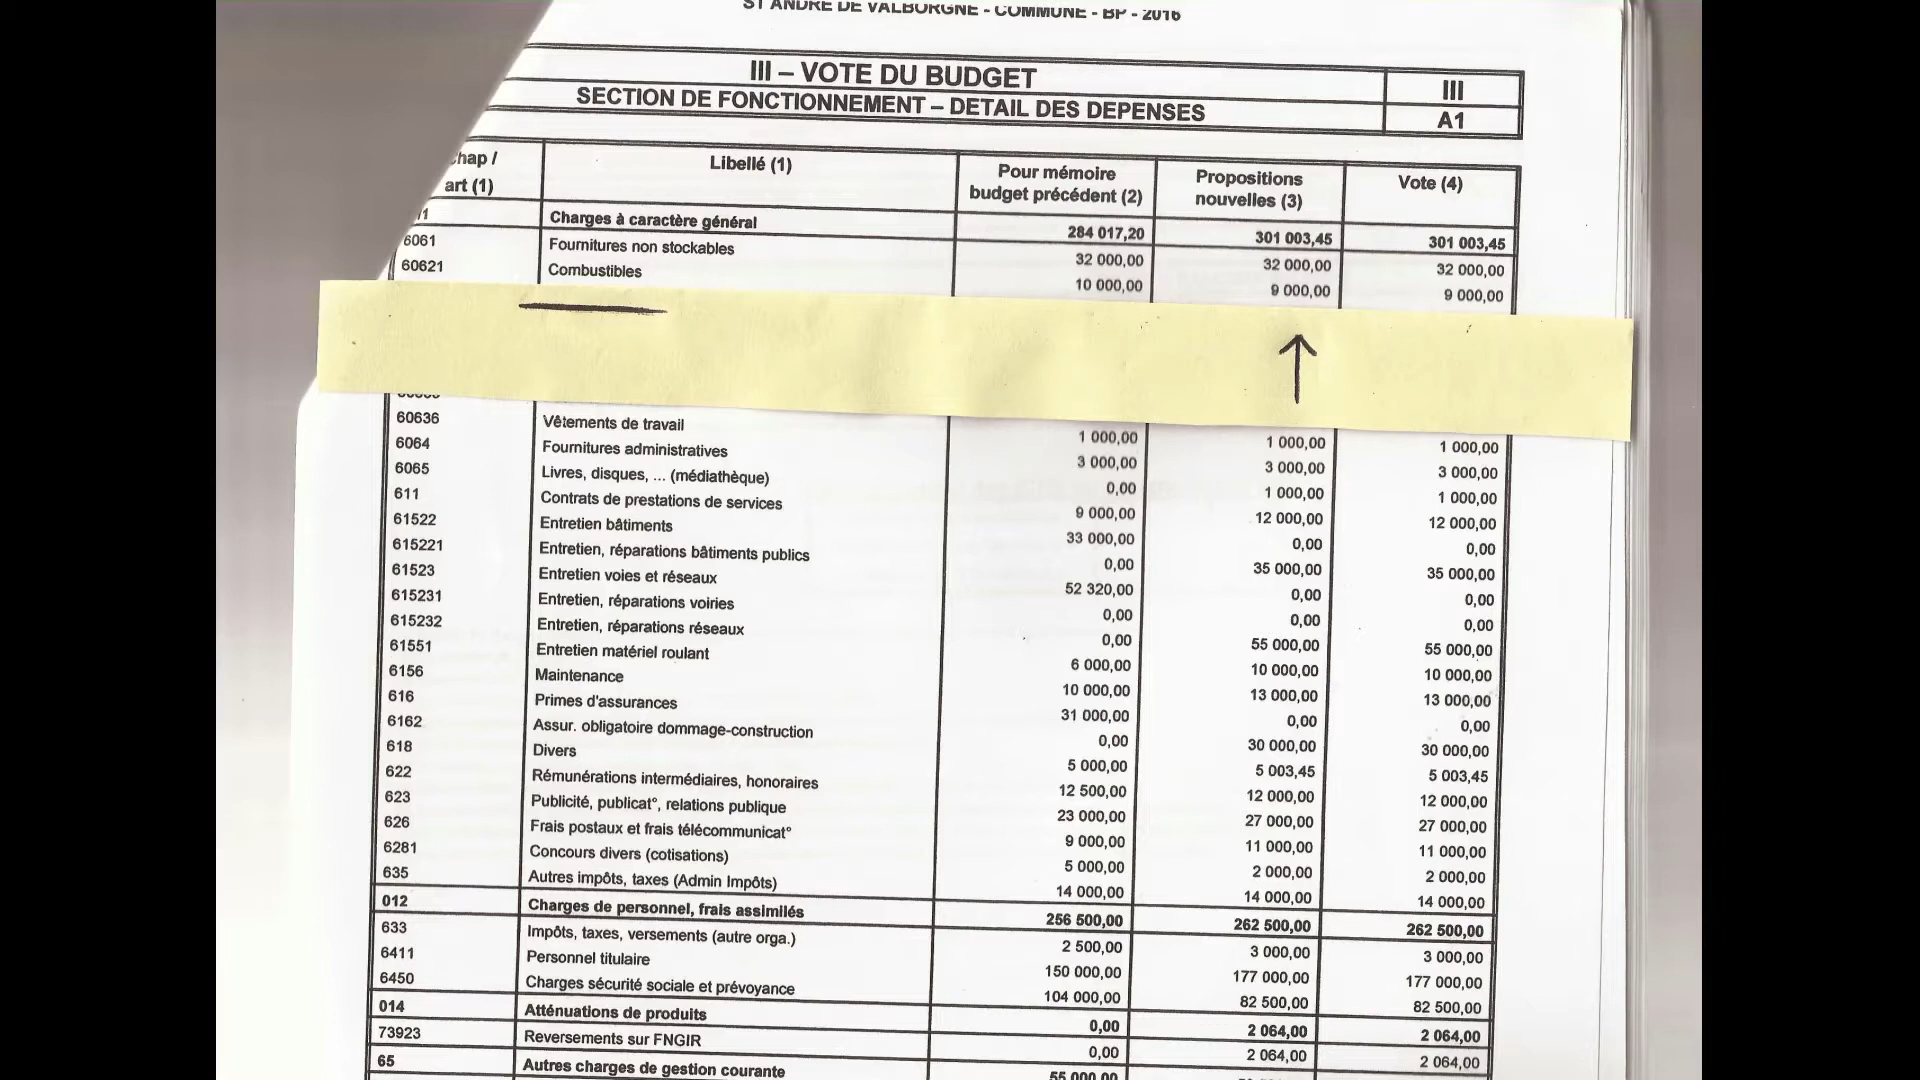 ST ANDRE DE VALBORGNE - COMMUNE - BP - 2016
III – VOTE DU BUDGET III
SECTION DE FONCTIONNEMENT – DETAIL DES DEPENSES A1
chap / art (1) Libellé (1) Pour mémoire budget précédent (2) Propositions nouvelles (3) Vote (4)
Charges à caractère général 284 017,20 301 003,45 301 003,45
6061 Fournitures non stockables 32 000,00 32 000,00 32 000,00
60621 Combustibles 10 000,00 9 000,00 9 000,00
60636 Vêtements de travail 1 000,00 1 000,00 1 000,00
6064 Fournitures administratives 3 000,00 3 000,00 3 000,00
6065 Livres, disques, ... (médiathèque) 0,00 1 000,00 1 000,00
611 Contrats de prestations de services 9 000,00 12 000,00 12 000,00
61522 Entretien bâtiments 33 000,00 0,00 0,00
615221 Entretien, réparations bâtiments publics 0,00 35 000,00 35 000,00
61523 Entretien voies et réseaux 52 320,00 0,00 0,00
615231 Entretien, réparations voiries 0,00 0,00 0,00
615232 Entretien, réparations réseaux 0,00 55 000,00 55 000,00
61551 Entretien matériel roulant 6 000,00 10 000,00 10 000,00
6156 Maintenance 10 000,00 13 000,00 13 000,00
616 Primes d'assurances 31 000,00 0,00 0,00
6162 Assur. obligatoire dommage-construction 0,00 30 000,00 30 000,00
618 Divers 5 000,00 5 003,45 5 003,45
622 Rémunérations intermédiaires, honoraires 12 500,00 12 000,00 12 000,00
623 Publicité, publicat°, relations publique 23 000,00 27 000,00 27 000,00
626 Frais postaux et frais télécommunicat° 9 000,00 11 000,00 11 000,00
6281 Concours divers (cotisations) 5 000,00 2 000,00 2 000,00
635 Autres impôts, taxes (Admin Impôts) 14 000,00 14 000,00 14 000,00
012 Charges de personnel, frais assimilés 256 500,00 262 500,00 262 500,00
633 Impôts, taxes, versements (autre orga.) 2 500,00 3 000,00 3 000,00
6411 Personnel titulaire 150 000,00 177 000,00 177 000,00
6450 Charges sécurité sociale et prévoyance 104 000,00 82 500,00 82 500,00
014 Atténuations de produits 0,00 2 064,00 2 064,00
73923 Reversements sur FNGIR 0,00 2 064,00 2 064,00
65 Autres charges de gestion courante 55 000,00